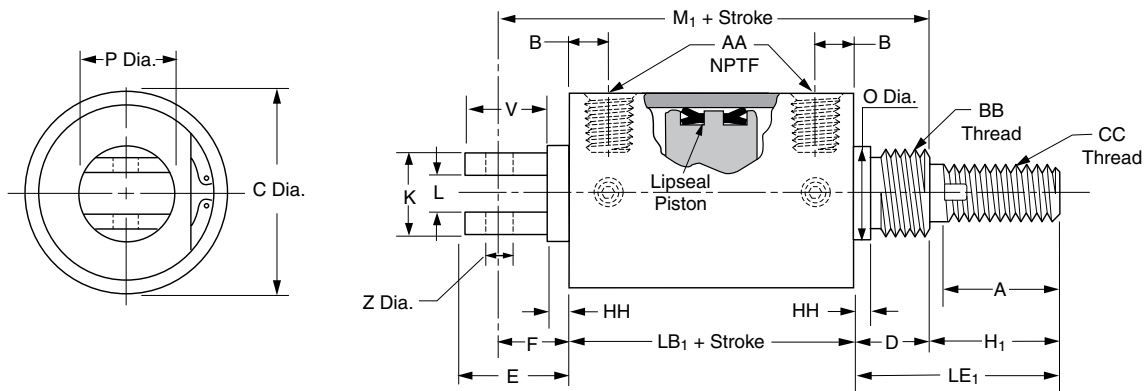 M₁ + Stroke
P Dia.
B
AA
NPTF
B
V
O Dia.
BB
Thread
CC
Thread
C Dia.
K
L
Lipseal
Piston
Z Dia.
HH
HH
A
F
LB₁ + Stroke
D
H₁
E
LE₁